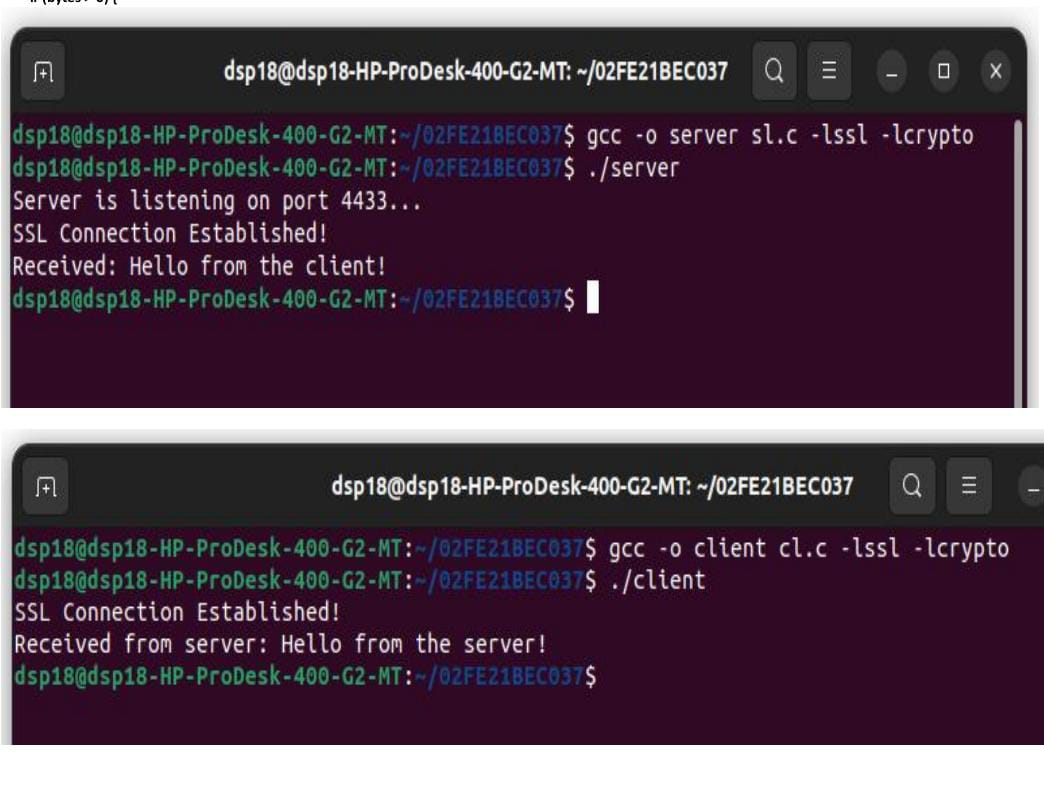 dsp18@dsp18-HP-ProDesk-400-G2-MT: ~/02FE21BEC037
dsp18@dsp18-HP-ProDesk-400-G2-MT:~/02FE21BEC037$ gcc -o server sl.c -lssl -lcrypto
dsp18@dsp18-HP-ProDesk-400-G2-MT:~/02FE21BEC037$ ./server
Server is listening on port 4433...
SSL Connection Established!
Received: Hello from the client!
dsp18@dsp18-HP-ProDesk-400-G2-MT:~/02FE21BEC037$
dsp18@dsp18-HP-ProDesk-400-G2-MT: ~/02FE21BEC037
dsp18@dsp18-HP-ProDesk-400-G2-MT:~/02FE21BEC037$ gcc -o client cl.c -lssl -lcrypto
dsp18@dsp18-HP-ProDesk-400-G2-MT:~/02FE21BEC037$ ./client
SSL Connection Established!
Received from server: Hello from the server!
dsp18@dsp18-HP-ProDesk-400-G2-MT:~/02FE21BEC037$